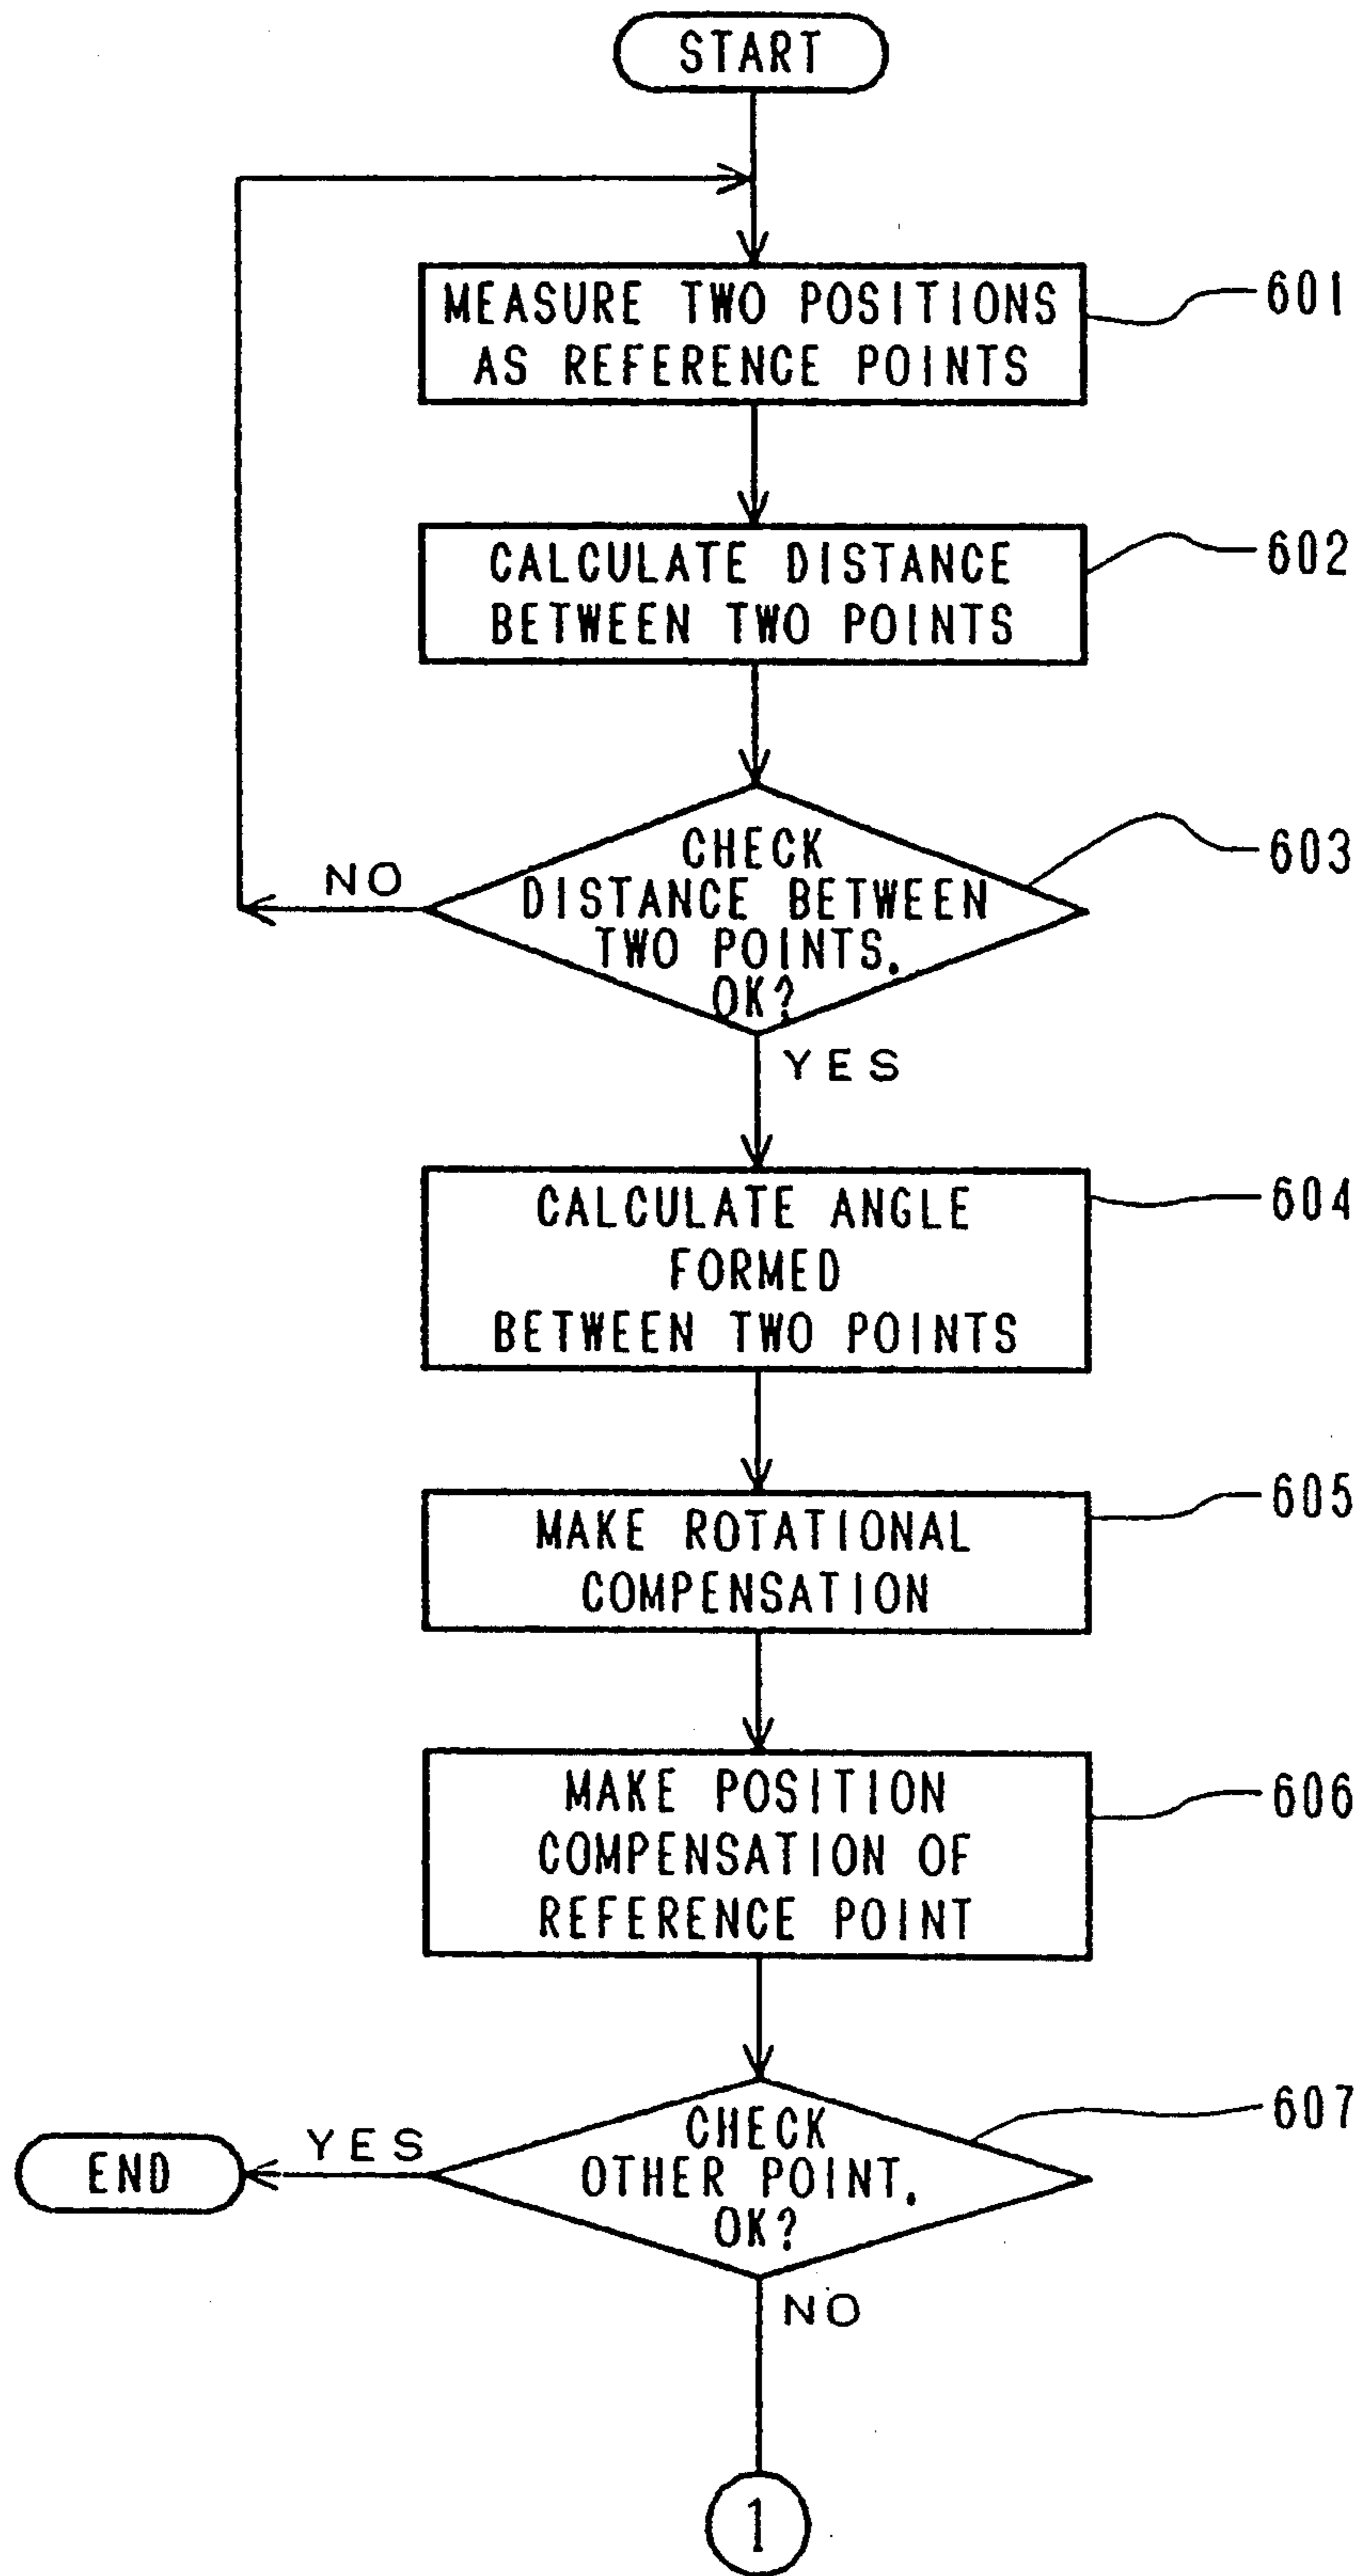 START
MEASURE TWO POSITIONS
AS REFERENCE POINTS
601
CALCULATE DISTANCE
BETWEEN TWO POINTS
602
CHECK
DISTANCE BETWEEN
TWO POINTS.
OK?
603
NO
YES
CALCULATE ANGLE
FORMED
BETWEEN TWO POINTS
604
MAKE ROTATIONAL
COMPENSATION
605
MAKE POSITION
COMPENSATION OF
REFERENCE POINT
606
CHECK
OTHER POINT.
OK?
607
YES
END
NO
1